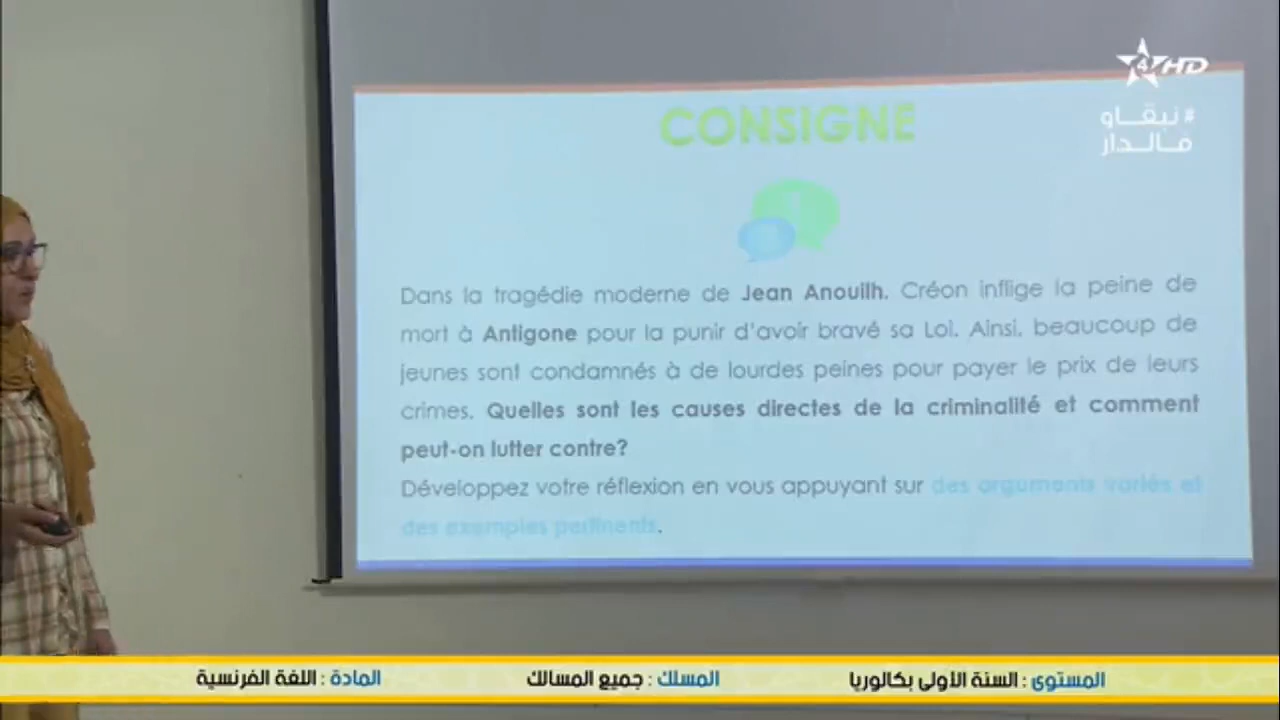 4 HD
#نبقاو
فالدار
CONSIGNE
Dans la tragédie moderne de Jean Anouilh. Créon inflige la peine de
mort à Antigone pour la punir d'avoir bravé sa Loi. Ainsi, beaucoup de
jeunes sont condamnés à de lourdes peines pour payer le prix de leurs
crimes. Quelles sont les causes directes de la criminalité et comment
peut-on lutter contre?
Développez votre réflexion en vous appuyant sur des arguments variés et
des exemples pertinents.
المستوى : السنة الأولى بكالوريا
المسلك : جميع المسالك
المادة : اللغة الفرنسية